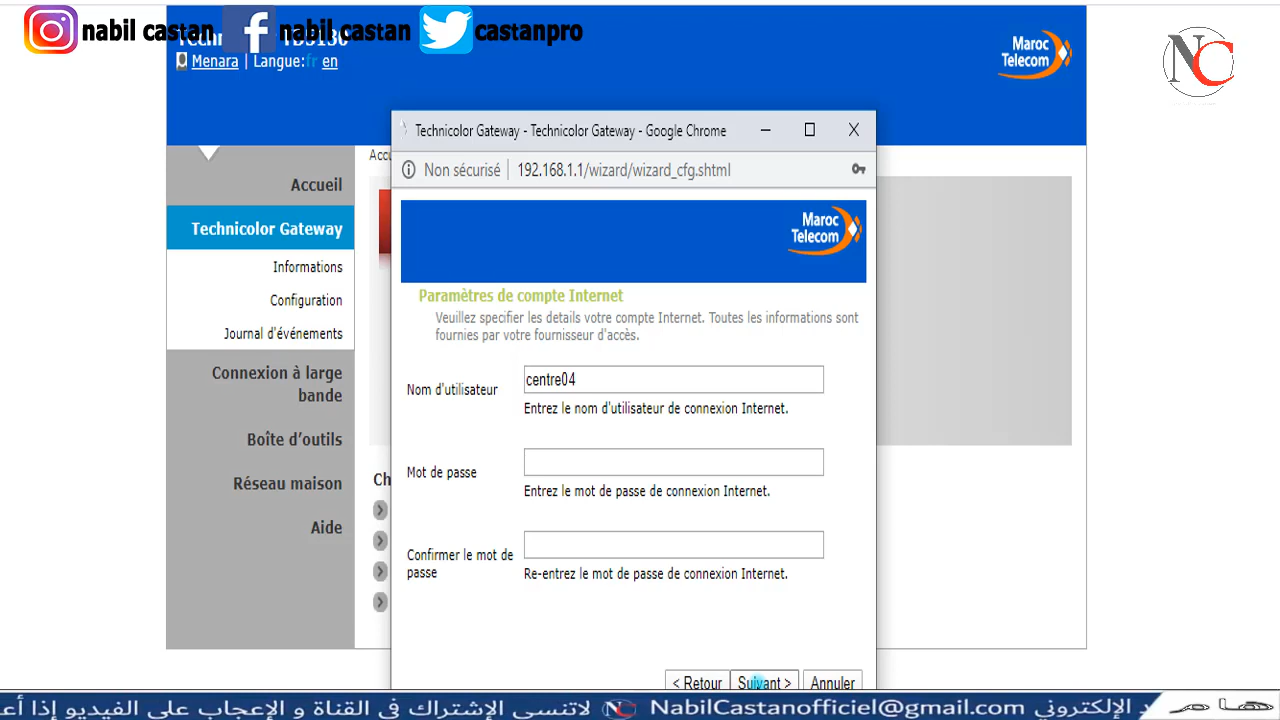 nabil castan
nabil castan
castanpro
Menara | Langue:fr en
Maroc
Telecom
NC
Technicolor Gateway - Technicolor Gateway - Google Chrome
Non sécurisé | 192.168.1.1/wizard/wizard_cfg.shtml
Accueil
Technicolor Gateway
Informations
Configuration
Journal d'événements
Connexion à large
bande
Boîte d'outils
Réseau maison
Aide
Maroc
Telecom
Paramètres de compte Internet
Veuillez specifier les details votre compte Internet. Toutes les informations sont
fournies par votre fournisseur d'accès.
Nom d'utilisateur
centre04
Entrez le nom d'utilisateur de connexion Internet.
Mot de passe
Entrez le mot de passe de connexion Internet.
Confirmer le mot de
passe
Re-entrez le mot de passe de connexion Internet.
< Retour
Suivant >
Annuler
د الإلكتروني NabilCastanofficiel@gmail.com NC لاتنسى الإشتراك في القناة و الإعجاب على الفيديو إذا أعـ